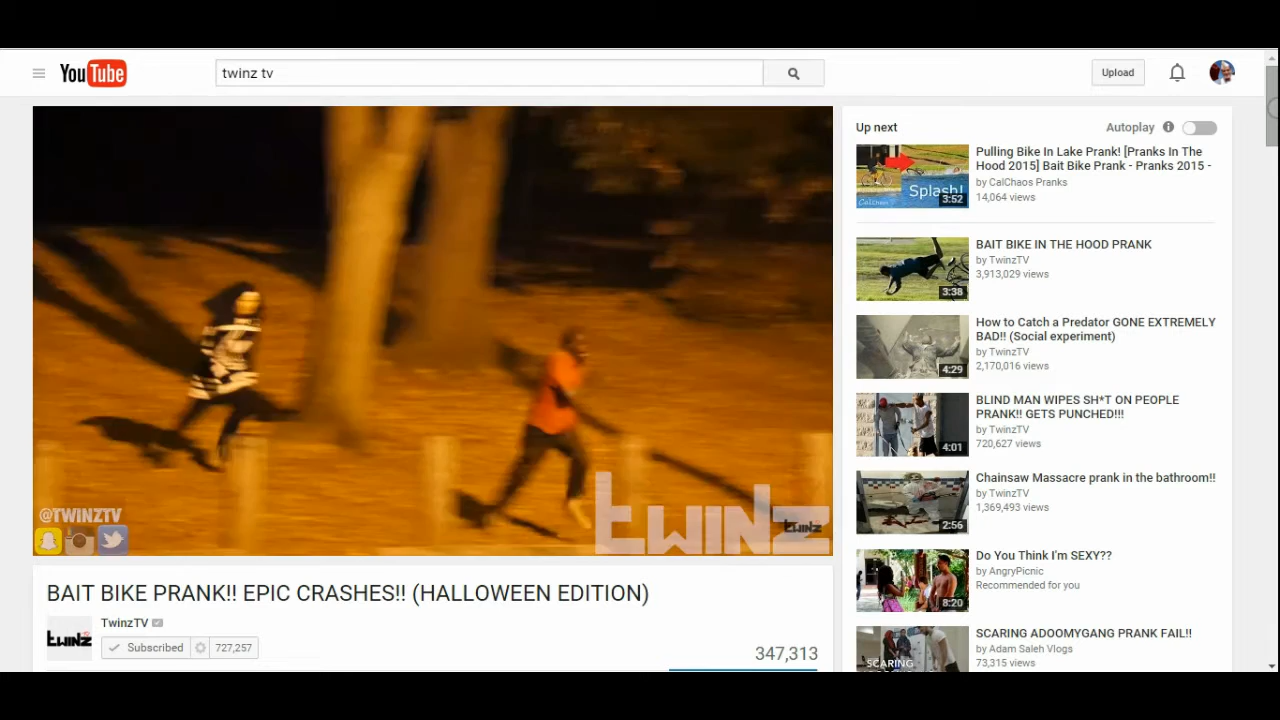 YouTube
twinz tv
Upload
@TWINZTV
twinz
twinz
BAIT BIKE PRANK!! EPIC CRASHES!! (HALLOWEEN EDITION)
twinz
TwinzTV
Subscribed
727,257
347,313
Up next
Autoplay
Splash!
CalChaos
3:52
Pulling Bike In Lake Prank! [Pranks In The
Hood 2015] Bait Bike Prank - Pranks 2015 -
by CalChaos Pranks
14,064 views
3:38
BAIT BIKE IN THE HOOD PRANK
by TwinzTV
3,913,029 views
4:29
How to Catch a Predator GONE EXTREMELY
BAD!! (Social experiment)
by TwinzTV
2,170,016 views
4:01
BLIND MAN WIPES SH*T ON PEOPLE
PRANK!! GETS PUNCHED!!!
by TwinzTV
720,627 views
2:56
Chainsaw Massacre prank in the bathroom!!
by TwinzTV
1,369,493 views
8:20
Do You Think I'm SEXY??
by AngryPicnic
Recommended for you
SCARING
SCARING ADOOMYGANG PRANK FAIL!!
by Adam Saleh Vlogs
73,315 views